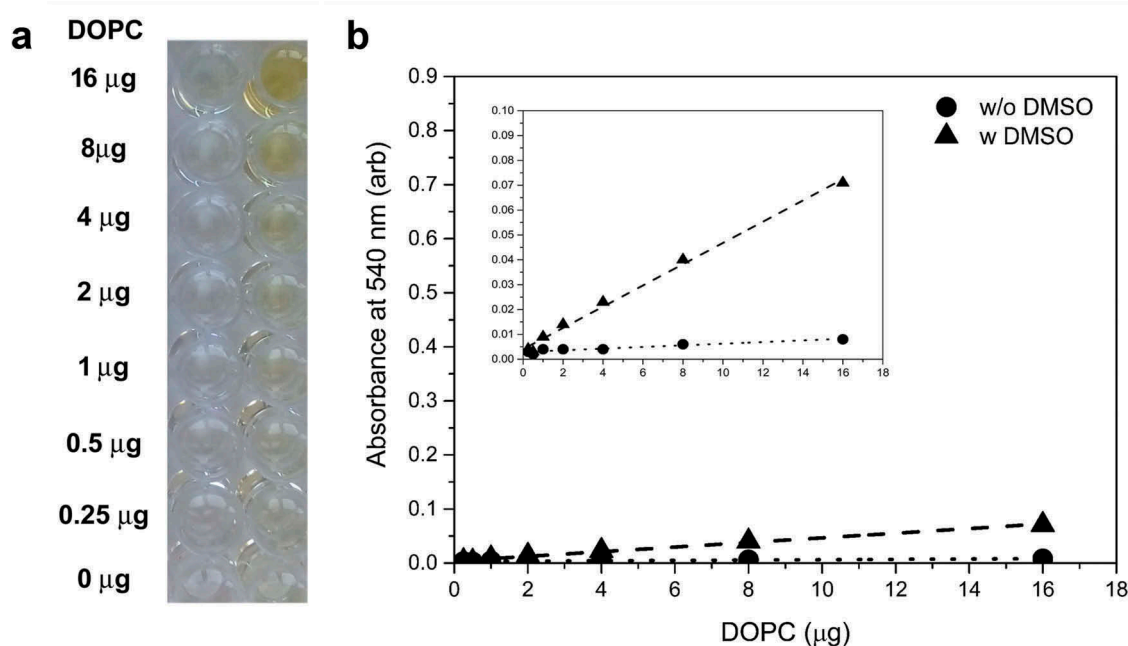 a
DOPC
16 μg
8μg
4 μg
2 μg
1 μg
0.5 μg
0.25 μg
0 μg
b
Absorbance at 540 nm (arb)
0.9
0.8
0.7
0.6
0.5
0.4
0.3
0.2
0.1
0.0
0 2 4 6 8 10 12 14 16 18
DOPC (μg)
w/o DMSO
w DMSO
0.10
0.09
0.08
0.07
0.06
0.05
0.04
0.03
0.02
0.01
0.00
0 2 4 6 8 10 12 14 16 18